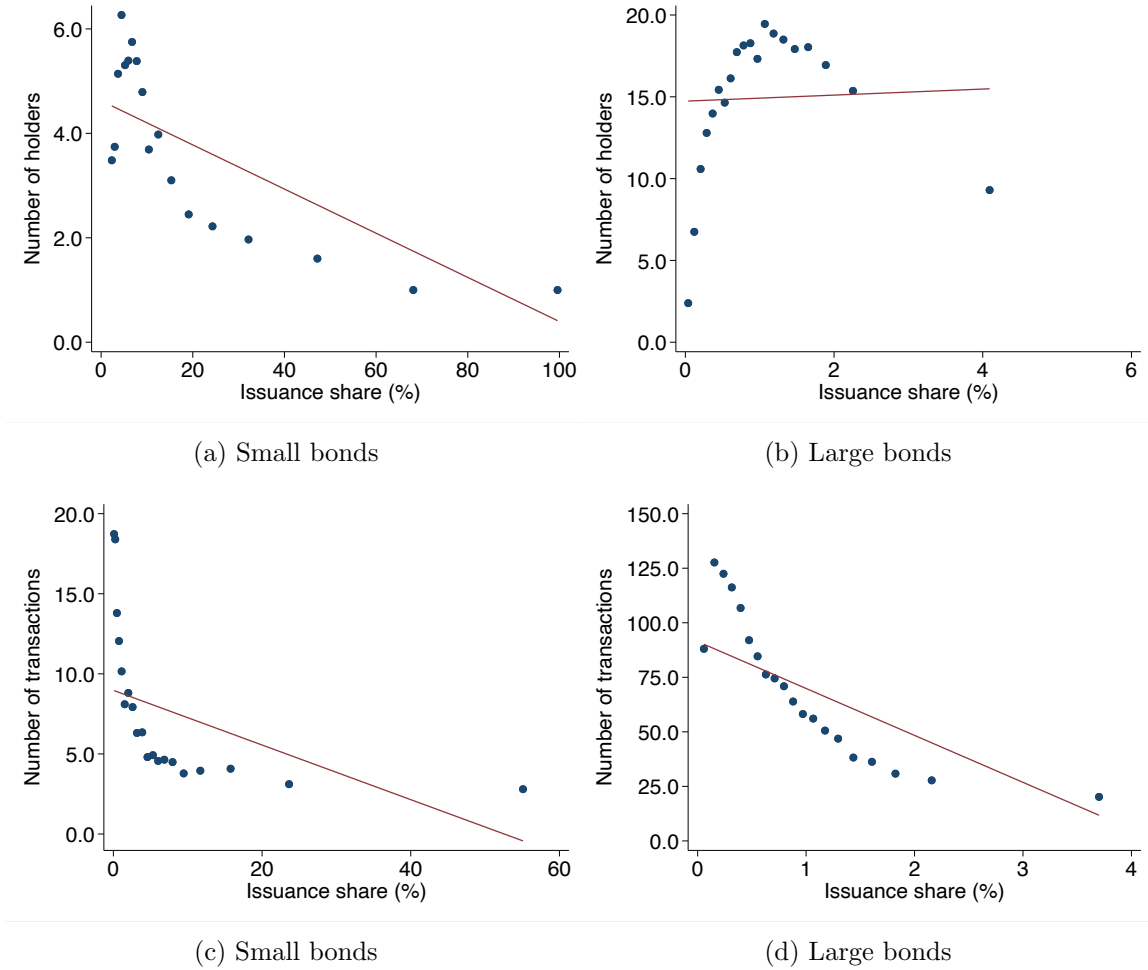 Number of holders
6.0
4.0
2.0
0.0
0 20 40 60 80 100
Issuance share (%)
(a) Small bonds
Number of holders
20.0
15.0
10.0
5.0
0.0
0 2 4 6
Issuance share (%)
(b) Large bonds
Number of transactions
20.0
15.0
10.0
5.0
0.0
0 20 40 60
Issuance share (%)
(c) Small bonds
Number of transactions
150.0
125.0
100.0
75.0
50.0
25.0
0.0
0 1 2 3 4
Issuance share (%)
(d) Large bonds